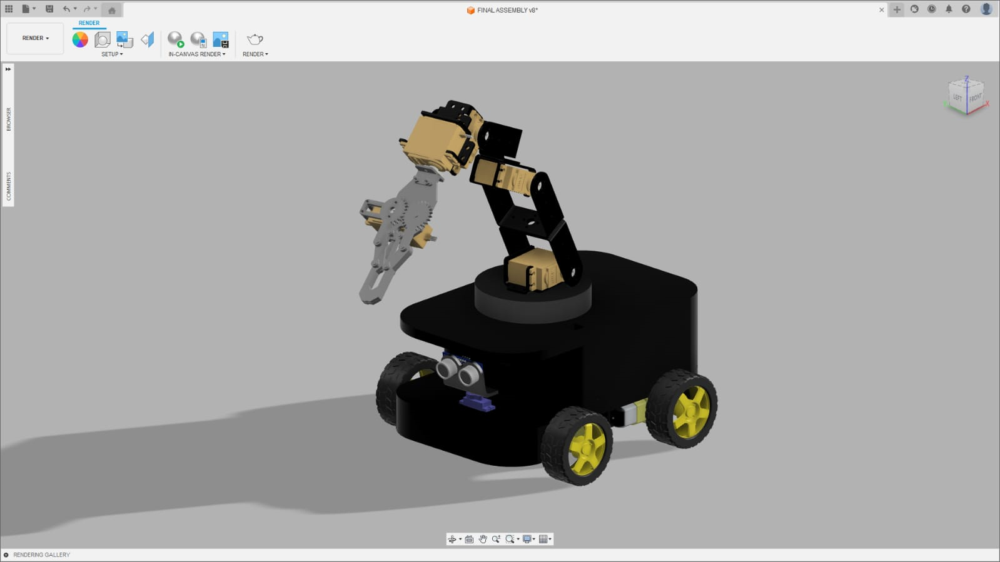 FINAL ASSEMBLY v8*
RENDER
RENDER
SETUP
IN-CANVAS RENDER
RENDER
BROWSER
COMMENTS
Z
LEFT
FRONT
X
RENDERING GALLERY